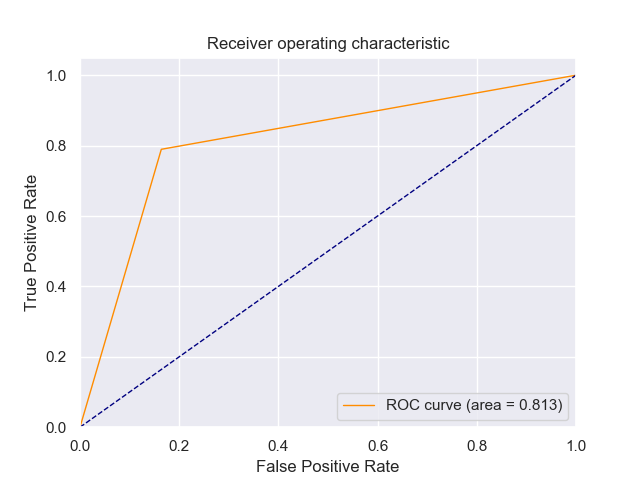 Receiver operating characteristic
True Positive Rate
1.0
0.8
0.6
0.4
0.2
0.0
ROC curve (area = 0.813)
0.0 0.2 0.4 0.6 0.8 1.0
False Positive Rate